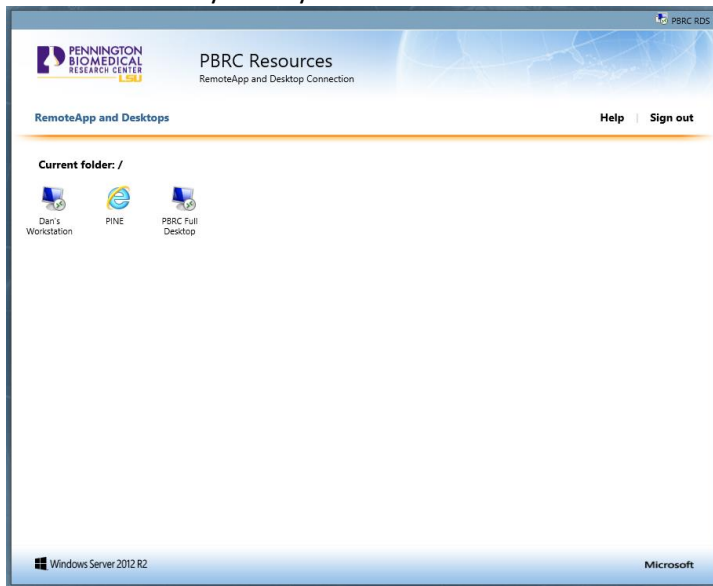 PBRC RDS
PENNINGTON
BIOMEDICAL
RESEARCH CENTER
LSU
PBRC Resources
RemoteApp and Desktop Connection
RemoteApp and Desktops
Help | Sign out
Current folder: /
Dan's
Workstation
PINE
PBRC Full
Desktop
Windows Server 2012 R2
Microsoft